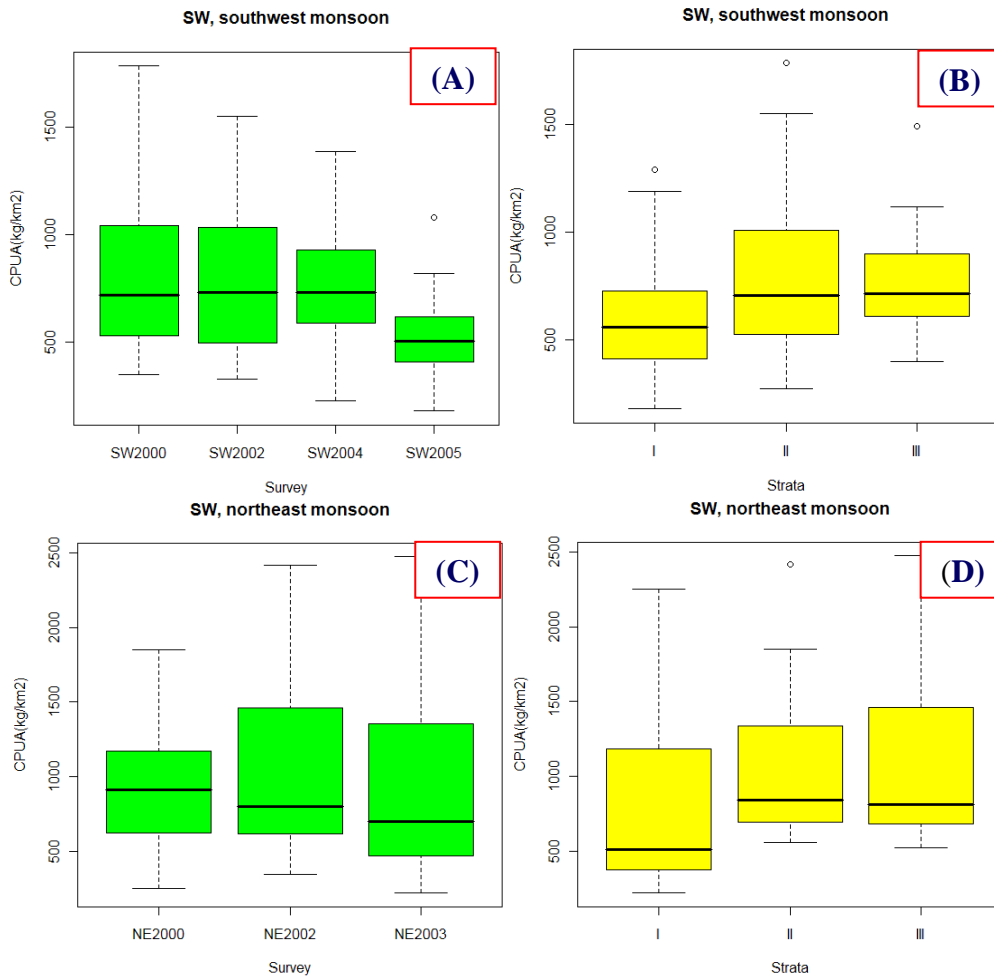 SW, southwest monsoon
(A)
CPUA(kg/km2)
1500
1000
500
SW2000 SW2002 SW2004 SW2005
Survey
SW, southwest monsoon
(B)
CPUA(kg/km2)
1500
1000
500
I II III
Strata
SW, northeast monsoon
(C)
CPUA(kg/km2)
2500
2000
1500
1000
500
NE2000 NE2002 NE2003
Survey
SW, northeast monsoon
(D)
CPUA(kg/km2)
2500
2000
1500
1000
500
I II III
Strata